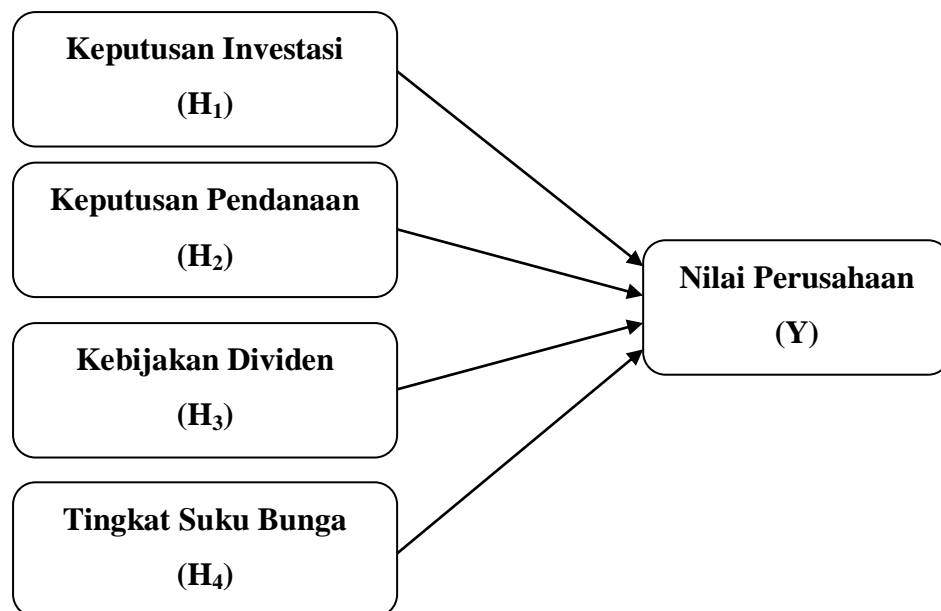 Keputusan Investasi
(H₁)
Keputusan Pendanaan
(H₂)
Kebijakan Dividen
(H₃)
Tingkat Suku Bunga
(H₄)
Nilai Perusahaan
(Y)